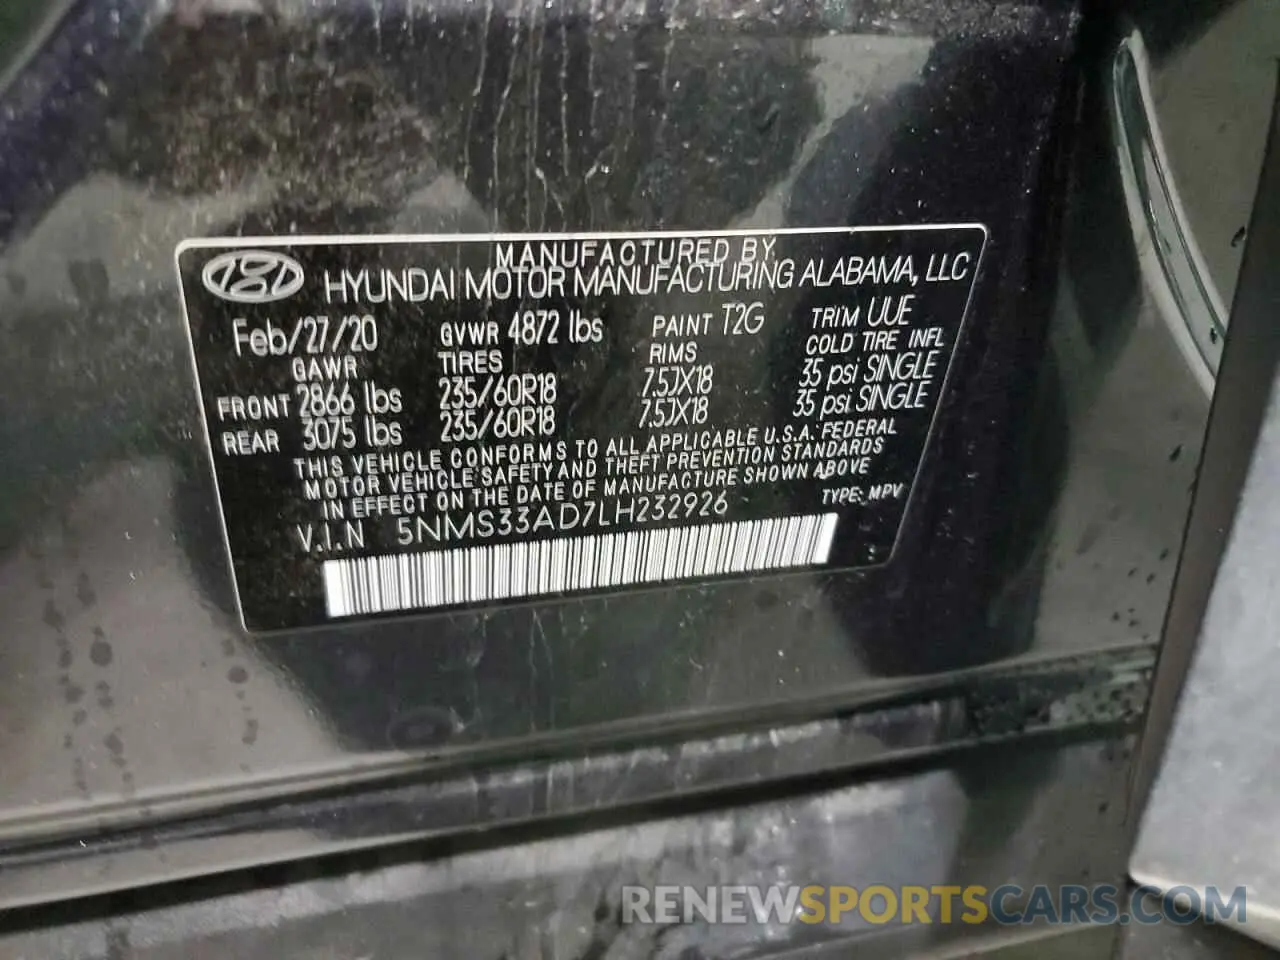 MANUFACTURED BY
HYUNDAI MOTOR MANUFACTURING ALABAMA, LLC
Feb/27/20 GVWR 4872 lbs PAINT T2G TRIM UUE
GAWR TIRES RIMS COLD TIRE INFL
FRONT 2866 lbs 235/60R18 7.5JX18 35 psi SINGLE
REAR 3075 lbs 235/60R18 7.5JX18 35 psi SINGLE
THIS VEHICLE CONFORMS TO ALL APPLICABLE U.S.A. FEDERAL
MOTOR VEHICLE SAFETY AND THEFT PREVENTION STANDARDS
IN EFFECT ON THE DATE OF MANUFACTURE SHOWN ABOVE
V.I.N 5NMS33AD7LH232926 TYPE: MPV
RENEWSPORTSCARS.COM